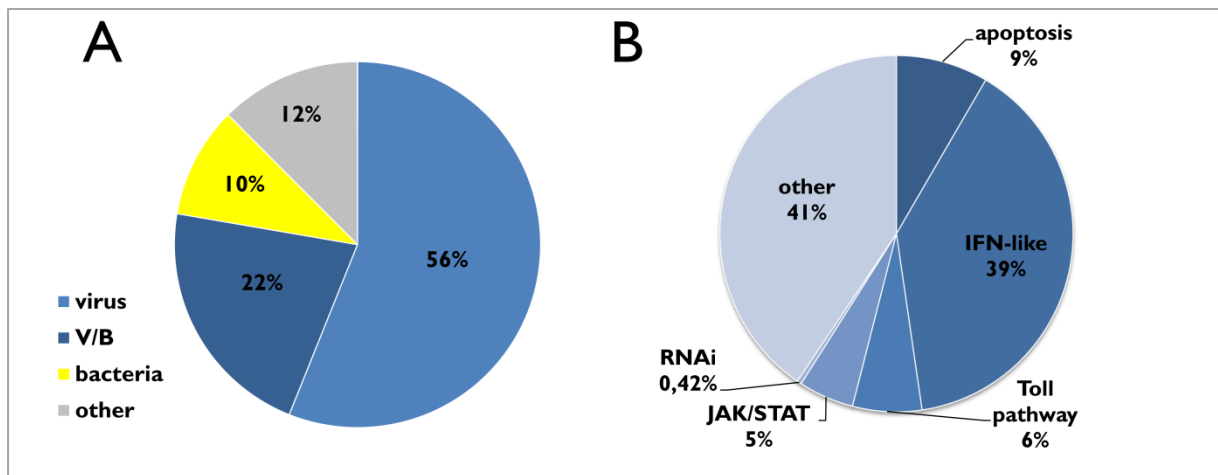 A
12%
10%
56%
22%
virus
V/B
bacteria
other
B
apoptosis
9%
other
41%
IFN-like
39%
RNAi
0,42%
JAK/STAT
5%
Toll
pathway
6%